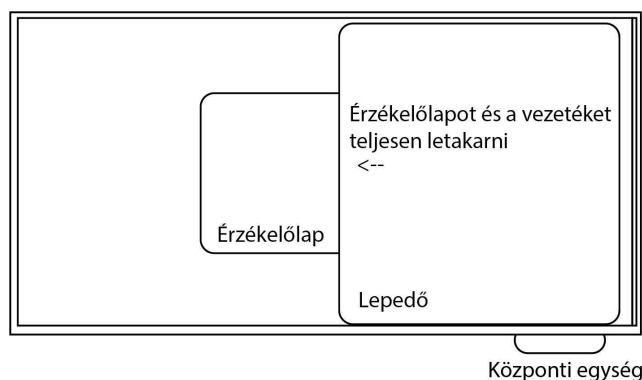 Érzékelőlapot és a vezetéket
teljesen letakarni
<--
Érzékelőlap
Lepedő
Központi egység